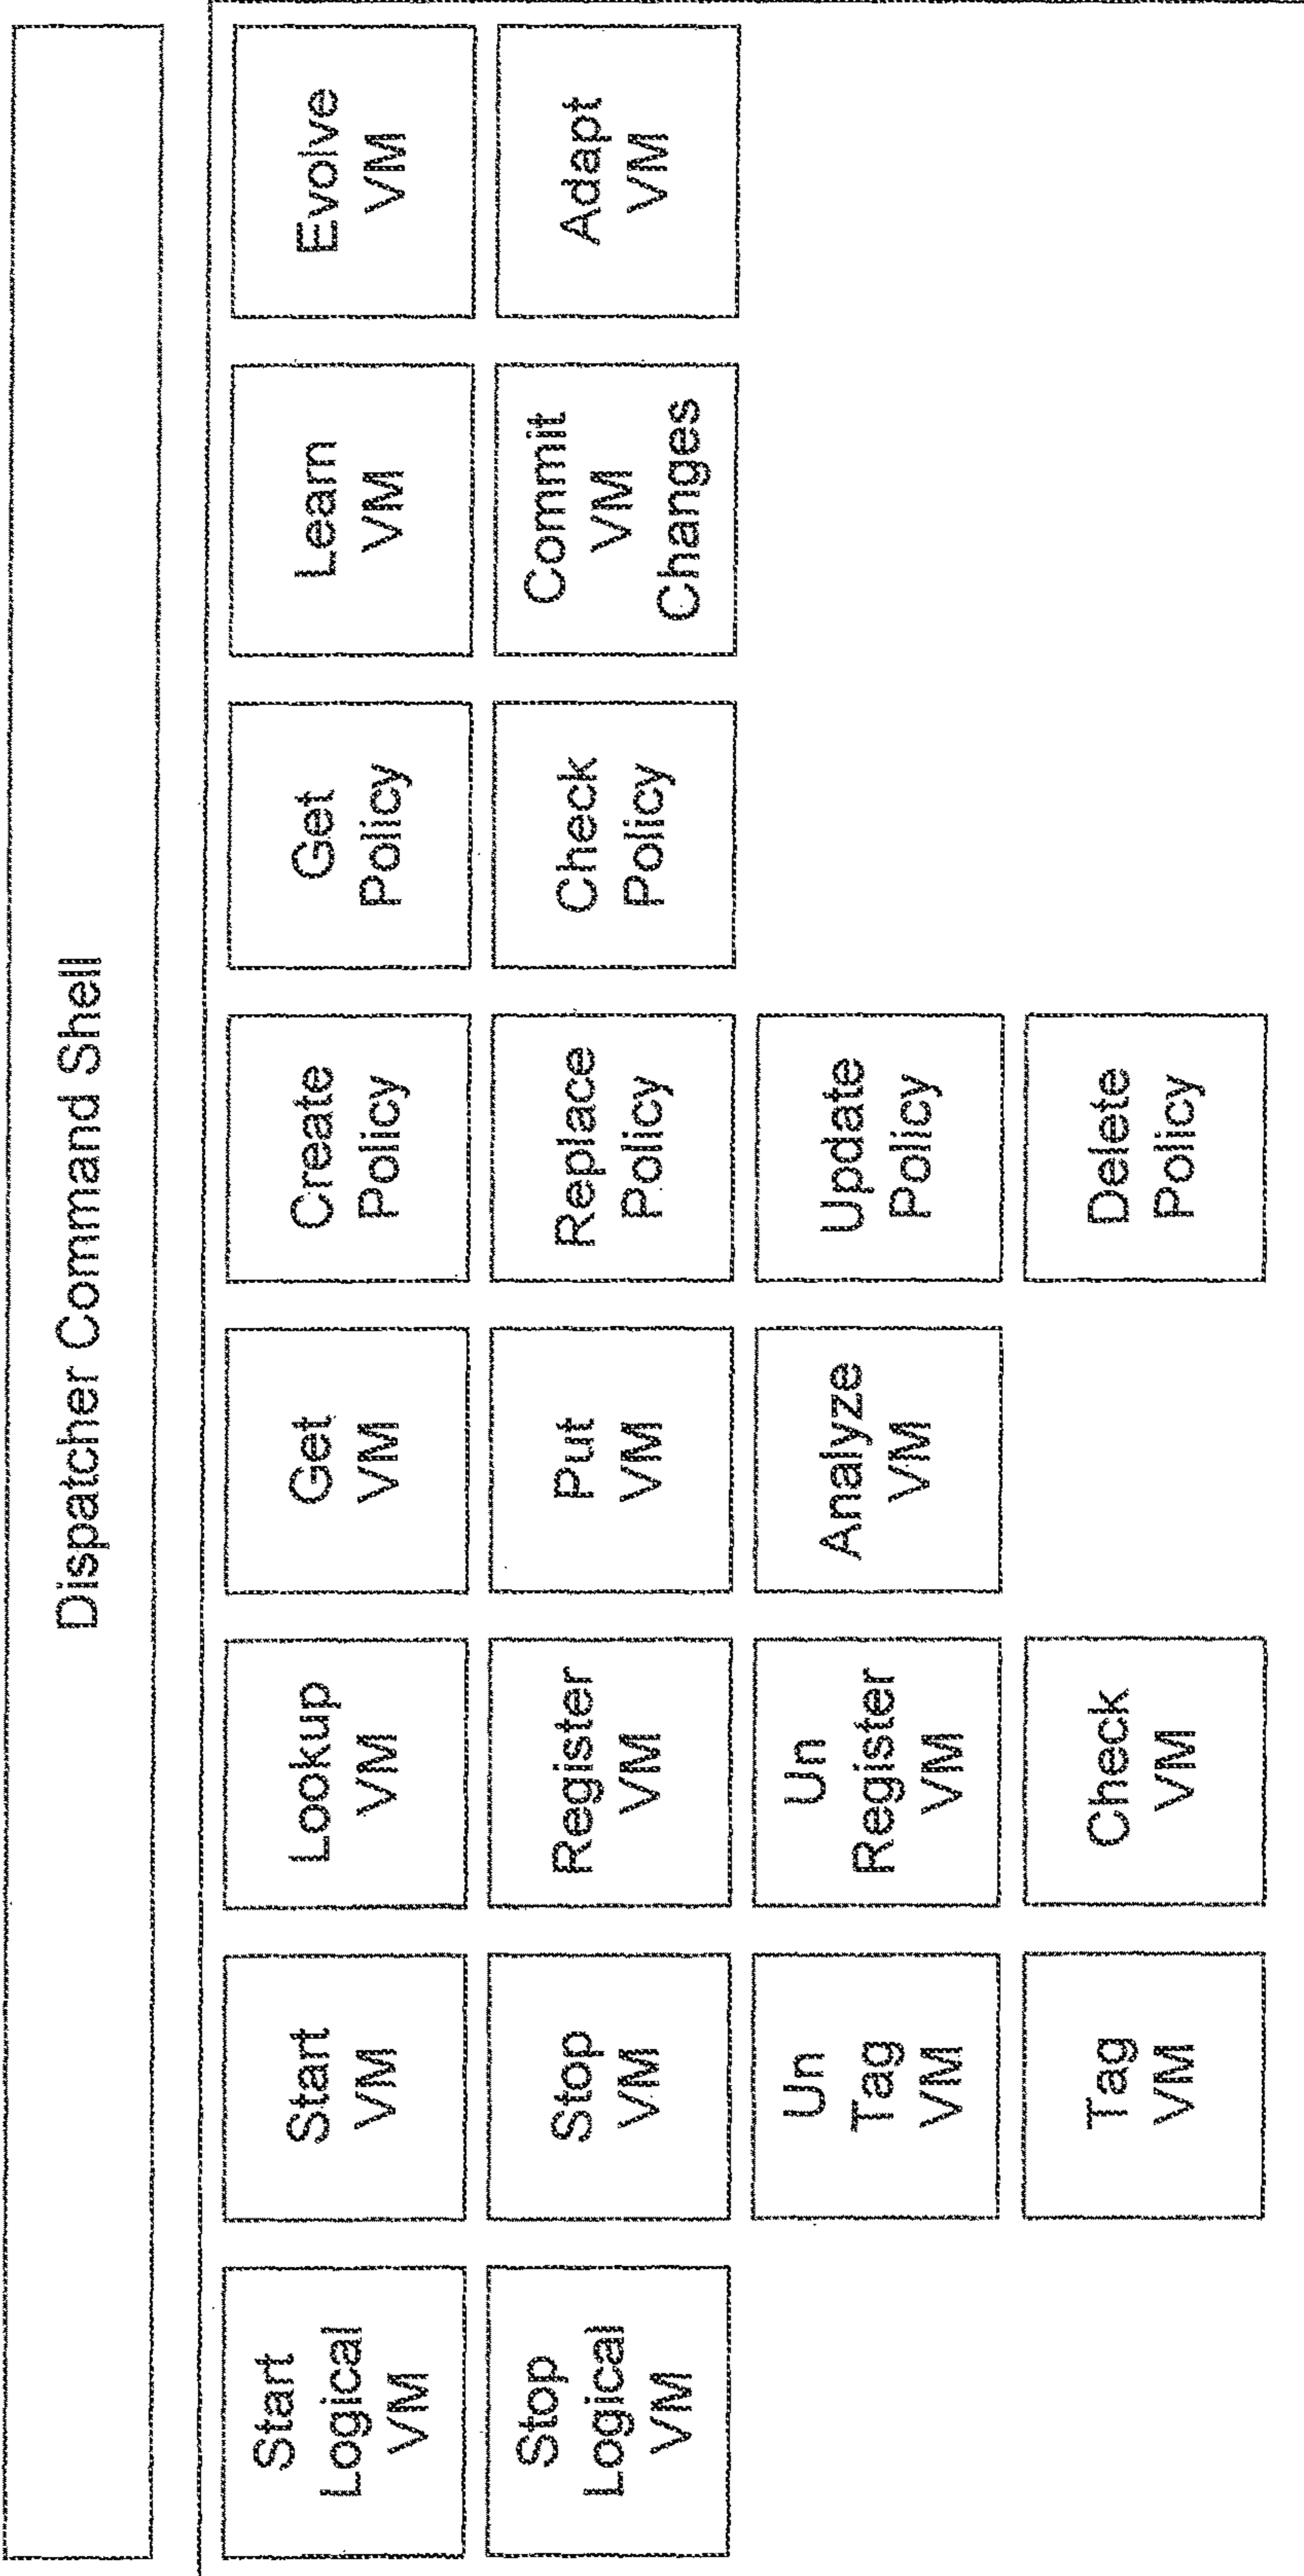 Dispatcher Command Shell
Start
Logical
VM
Start
VM
Lookup
VM
Get
VM
Create
Policy
Get
Policy
Learn
VM
Evolve
VM
Stop
Logical
VM
Stop
VM
Register
VM
Put
VM
Replace
Policy
Check
Policy
Commit
VM
Changes
Adapt
VM
Un
Tag
VM
Un
Register
VM
Analyze
VM
Update
Policy
Tag
VM
Check
VM
Delete
Policy